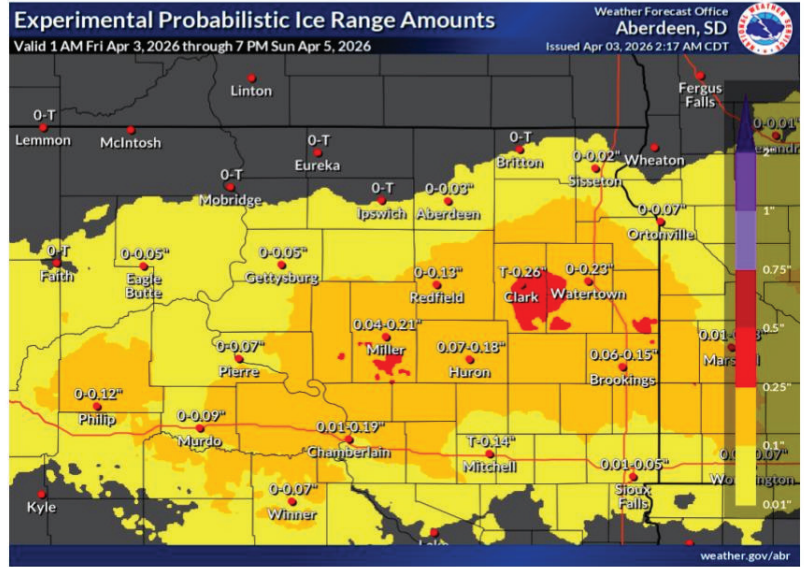 Experimental Probabilistic Ice Range Amounts
Valid 1 AM Fri Apr 3, 2026 through 7 PM Sun Apr 5, 2026
Weather Forecast Office
Aberdeen, SD
Issued Apr 03, 2026 2:17 AM CDT
NATIONAL WEATHER SERVICE
Linton
Fergus
Falls
0-T
Lemmon
McIntosh
0-T
Eureka
0-T
Britton
0-0.02"
Sisseton
Wheaton
0-0.01"
0-T
Mobridge
0-T
Ipswich
0-0.03"
Aberdeen
0-0.07"
Ortonville
0-T
Faith
0-0.05"
Eagle
Butte
0-0.05"
Gettysburg
0-0.13"
Redfield
T-0.26"
Clark
0-0.23"
Watertown
0-0.07"
Pierre
0.04-0.21"
Miller
0.07-0.18"
Huron
0.06-0.15"
Brookings
0-0.12"
Philip
0-0.09"
Murdo
0.01-0.19"
Chamberlain
T-0.14"
Mitchell
0.01-0.05"
Sioux
Falls
Kyle
0-0.07"
Winner
2"
1"
0.75"
0.5"
0.25"
0.1"
0.01"
weather.gov/abr